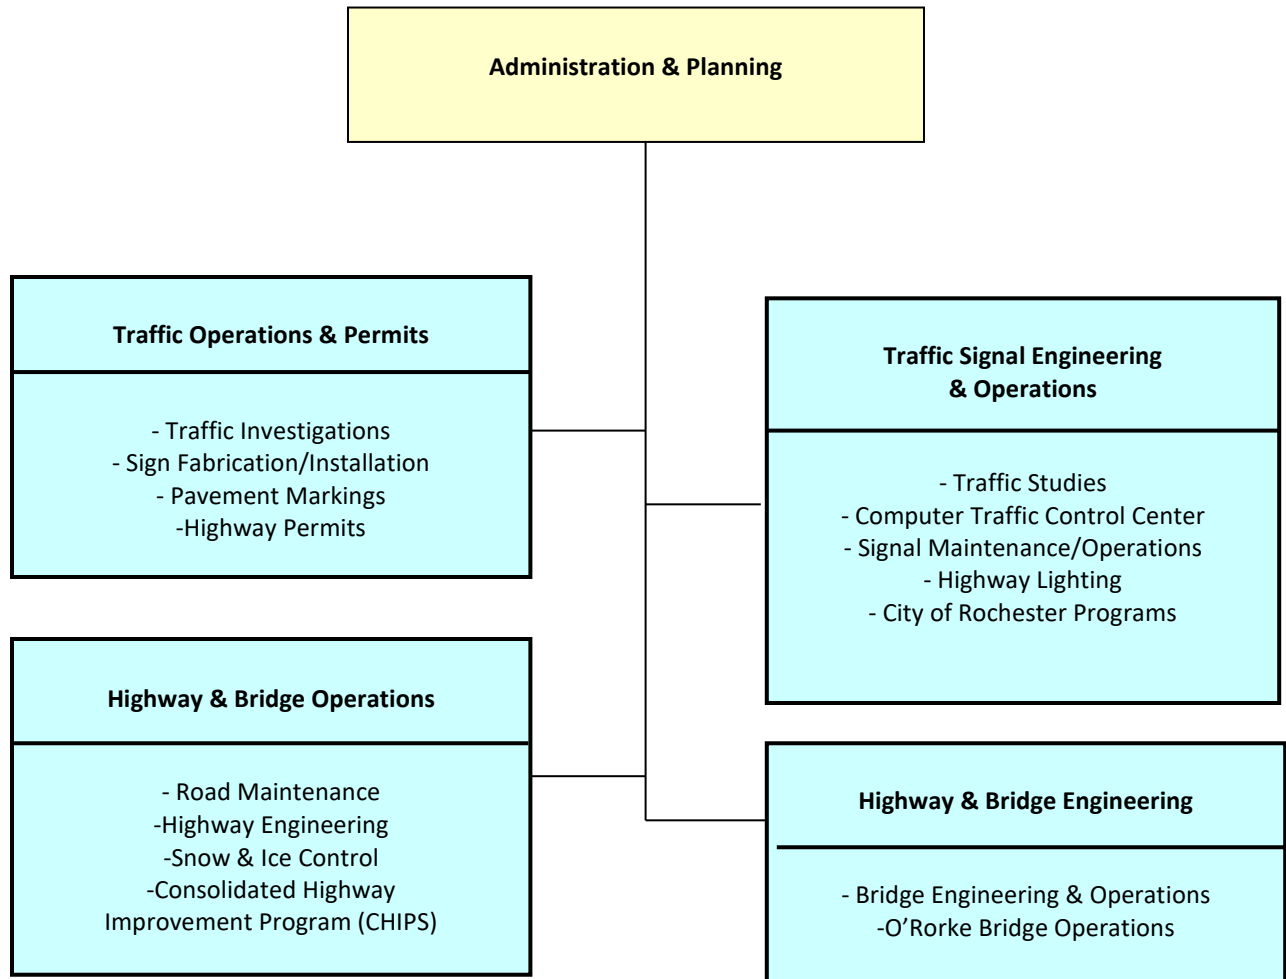 Administration & Planning
Traffic Operations & Permits
- Traffic Investigations
- Sign Fabrication/Installation
- Pavement Markings
-Highway Permits
Traffic Signal Engineering
& Operations
- Traffic Studies
- Computer Traffic Control Center
- Signal Maintenance/Operations
- Highway Lighting
- City of Rochester Programs
Highway & Bridge Operations
- Road Maintenance
-Highway Engineering
-Snow & Ice Control
-Consolidated Highway
Improvement Program (CHIPS)
Highway & Bridge Engineering
- Bridge Engineering & Operations
-O’Rorke Bridge Operations